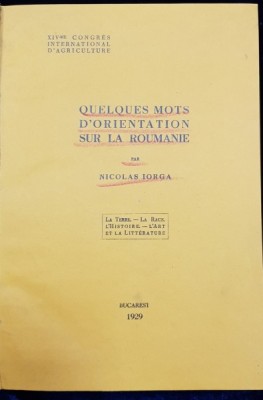 XIVme CONGRÈS
INTERNATIONAL
D'AGRICULTURE
QUELQUES MOTS
D'ORIENTATION
SUR LA ROUMANIE
PAR
NICOLAS IORGA
La Terre. — La Race.
L'Histoire. — L'Art
et la Littérature
BUCAREST
1929